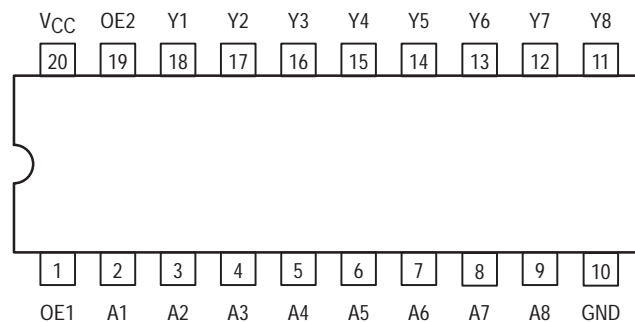 VCC OE2 Y1 Y2 Y3 Y4 Y5 Y6 Y7 Y8
20 19 18 17 16 15 14 13 12 11
1 2 3 4 5 6 7 8 9 10
OE1 A1 A2 A3 A4 A5 A6 A7 A8 GND